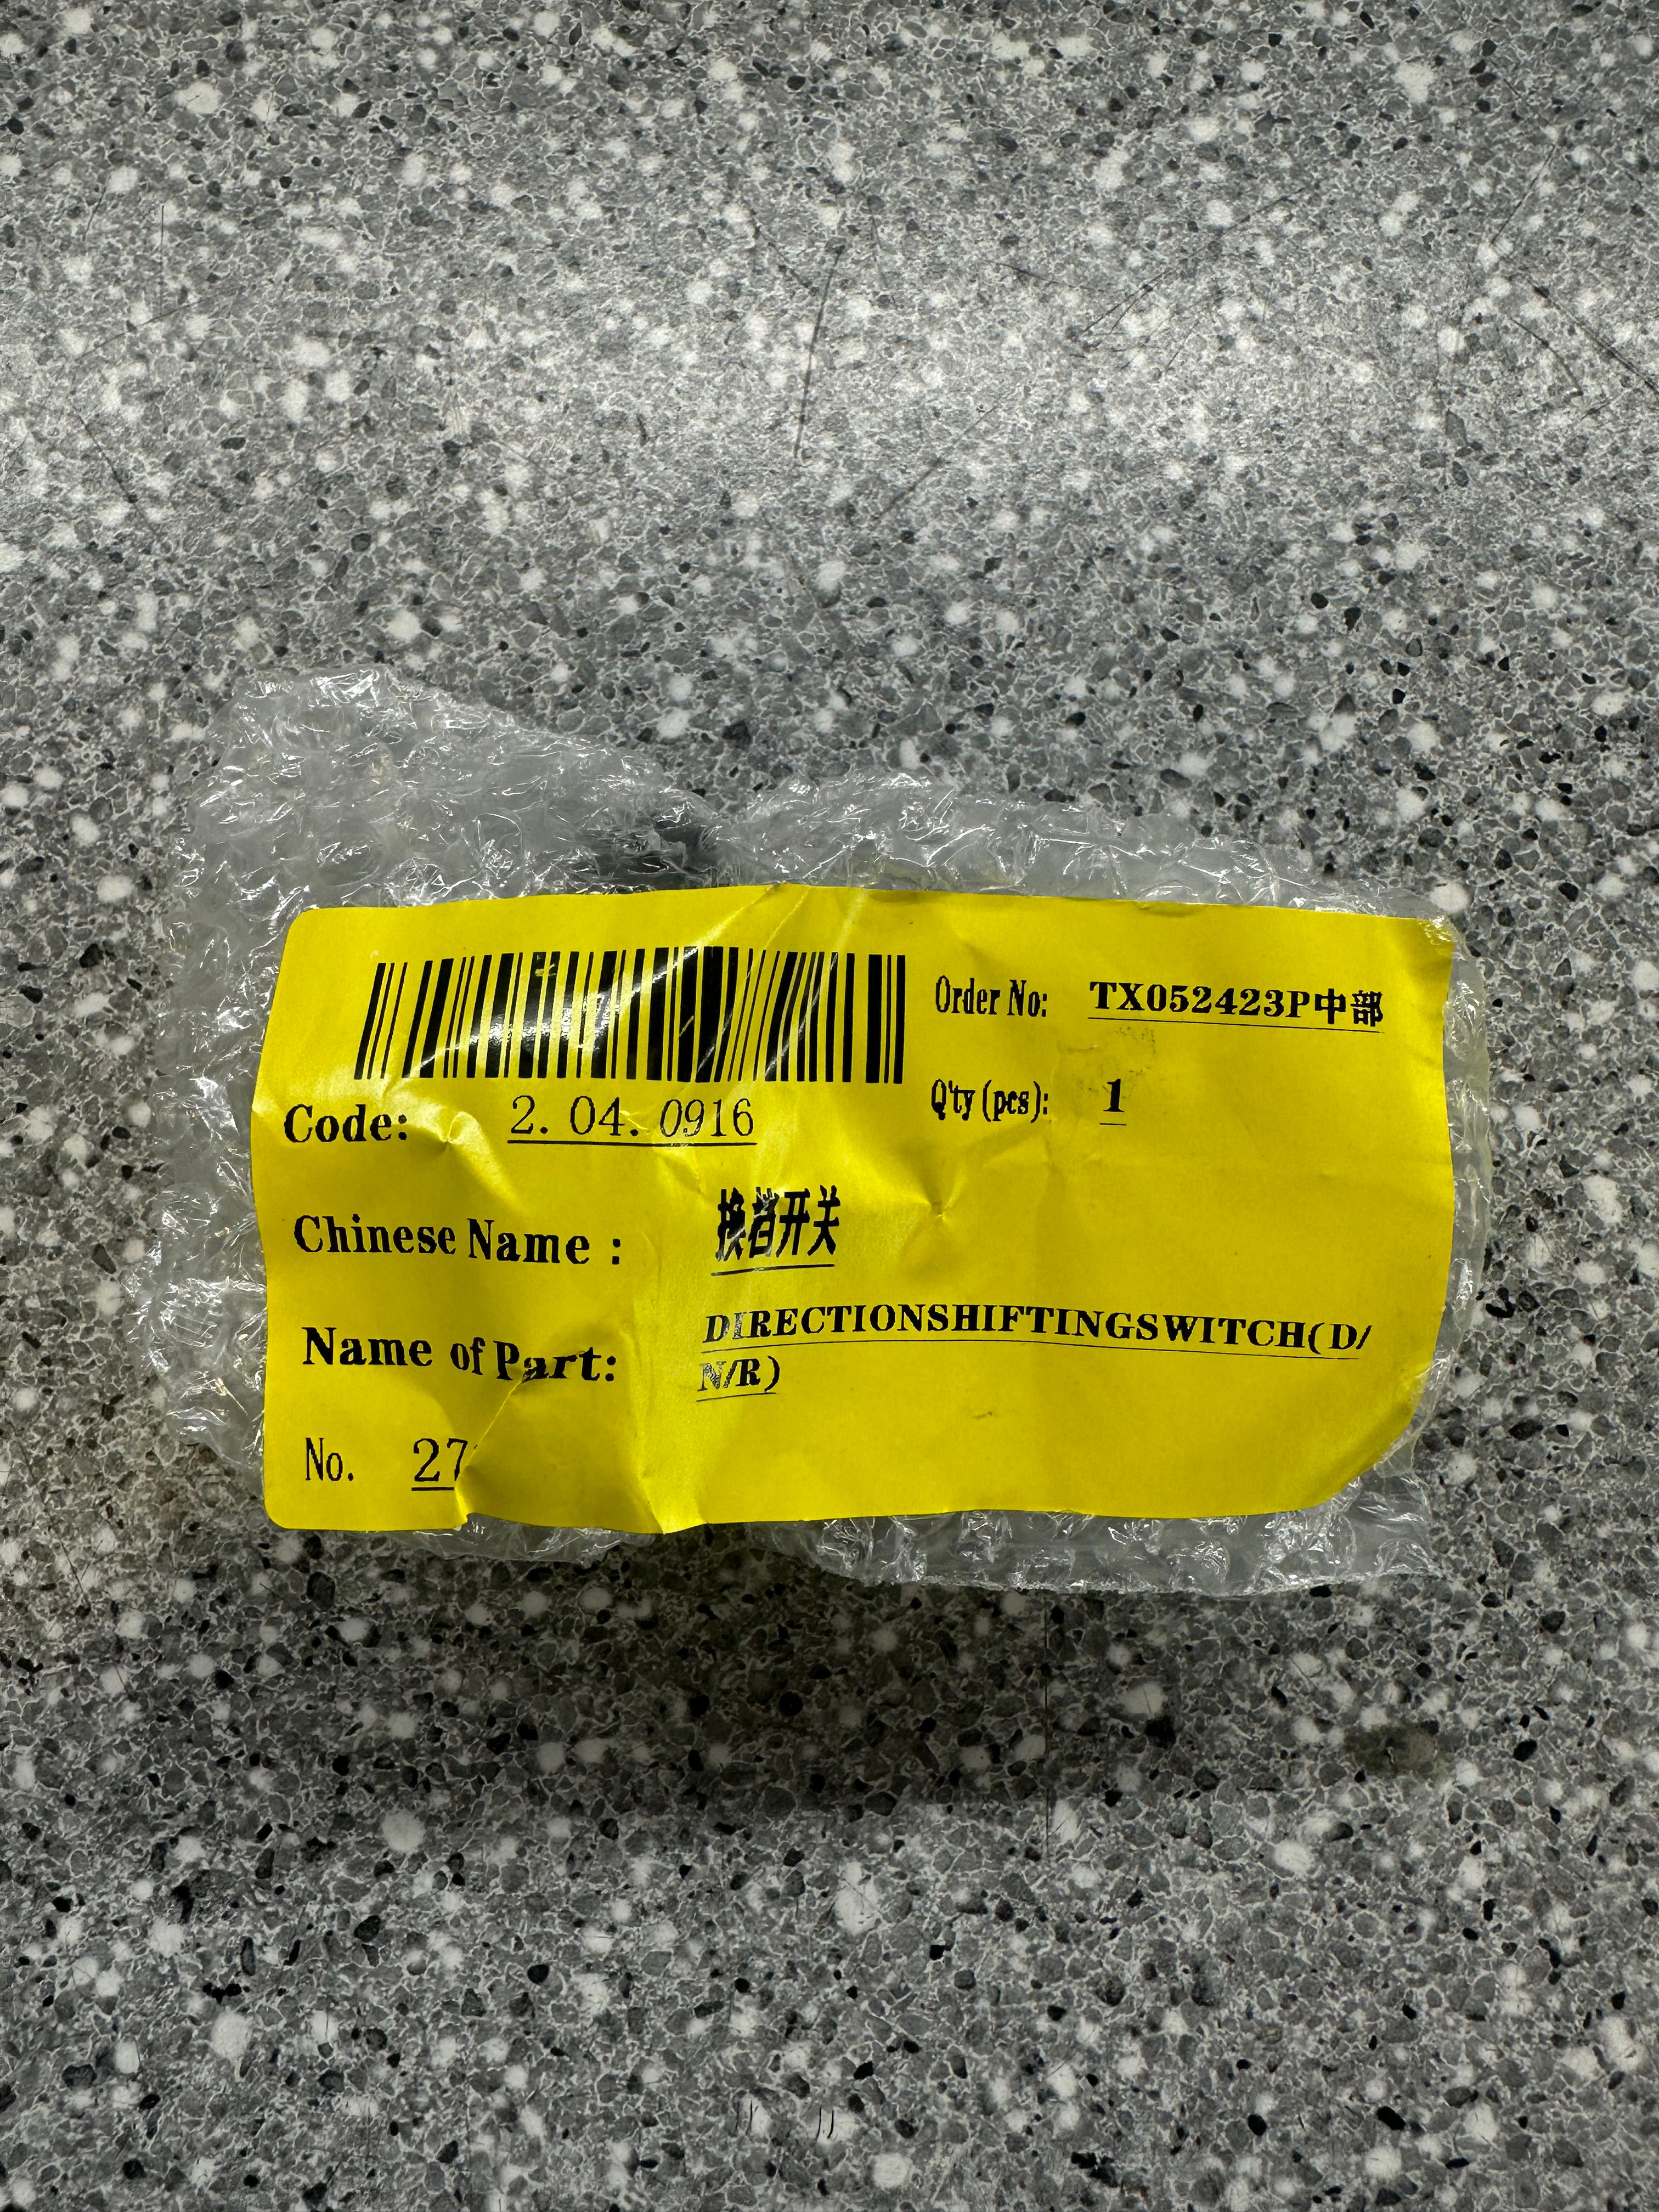 Order No: TX052423P中部
Code: 2. 04. 0916
Q'ty (pcs): 1
Chinese Name : 换档开关
Name of Part: DIRECTIONSHIFTINGSWITCH(D/
N/R)
No. 27